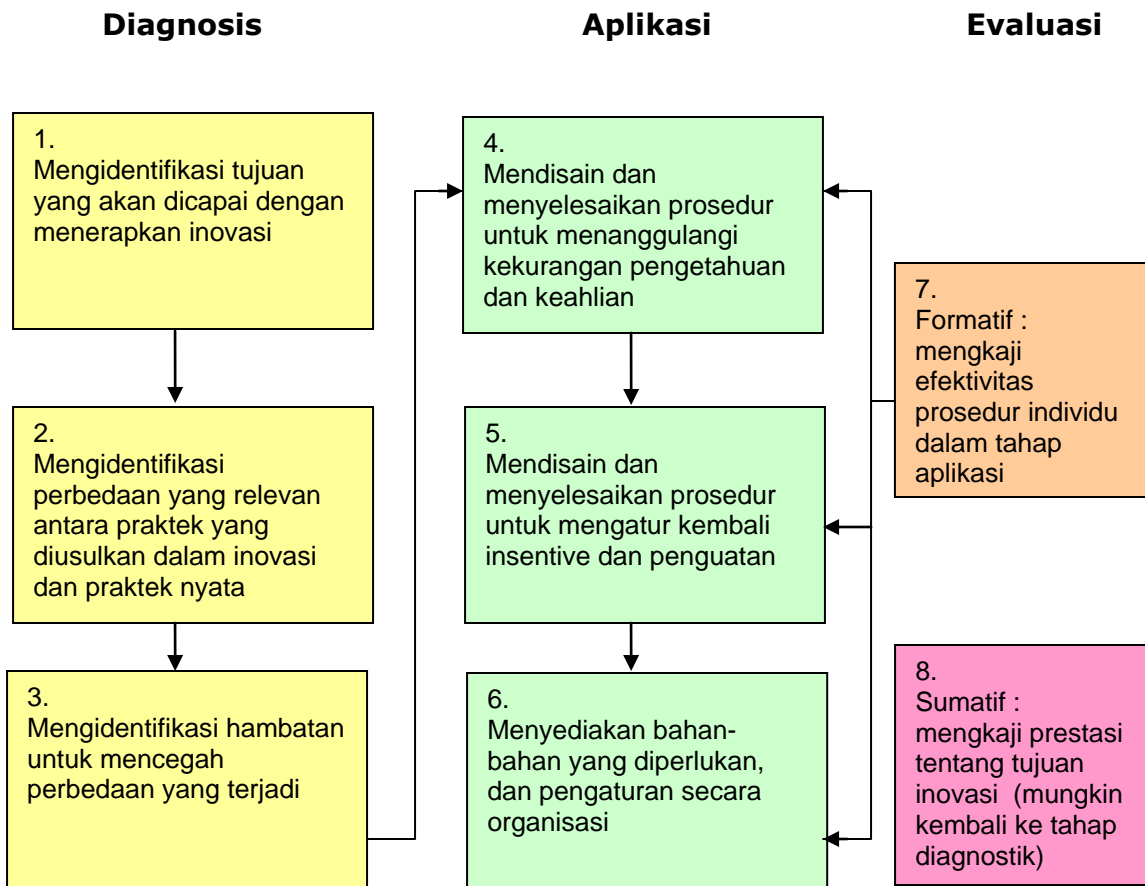 Diagnosis
Aplikasi
Evaluasi
1.
Mengidentifikasi tujuan
yang akan dicapai dengan
menerapkan inovasi
2.
Mengidentifikasi
perbedaan yang relevan
antara praktek yang
diusulkan dalam inovasi
dan praktek nyata
3.
Mengidentifikasi hambatan
untuk mencegah
perbedaan yang terjadi
4.
Mendisain dan
menyelesaikan prosedur
untuk menanggulangi
kekurangan pengetahuan
dan keahlian
5.
Mendisain dan
menyelesaikan prosedur
untuk mengatur kembali
insentive dan penguatan
6.
Menyediakan bahan-
bahan yang diperlukan,
dan pengaturan secara
organisasi
7.
Formatif :
mengkaji
efektivitas
prosedur individu
dalam tahap
aplikasi
8.
Sumatif :
mengkaji prestasi
tentang tujuan
inovasi (mungkin
kembali ke tahap
diagnostik)